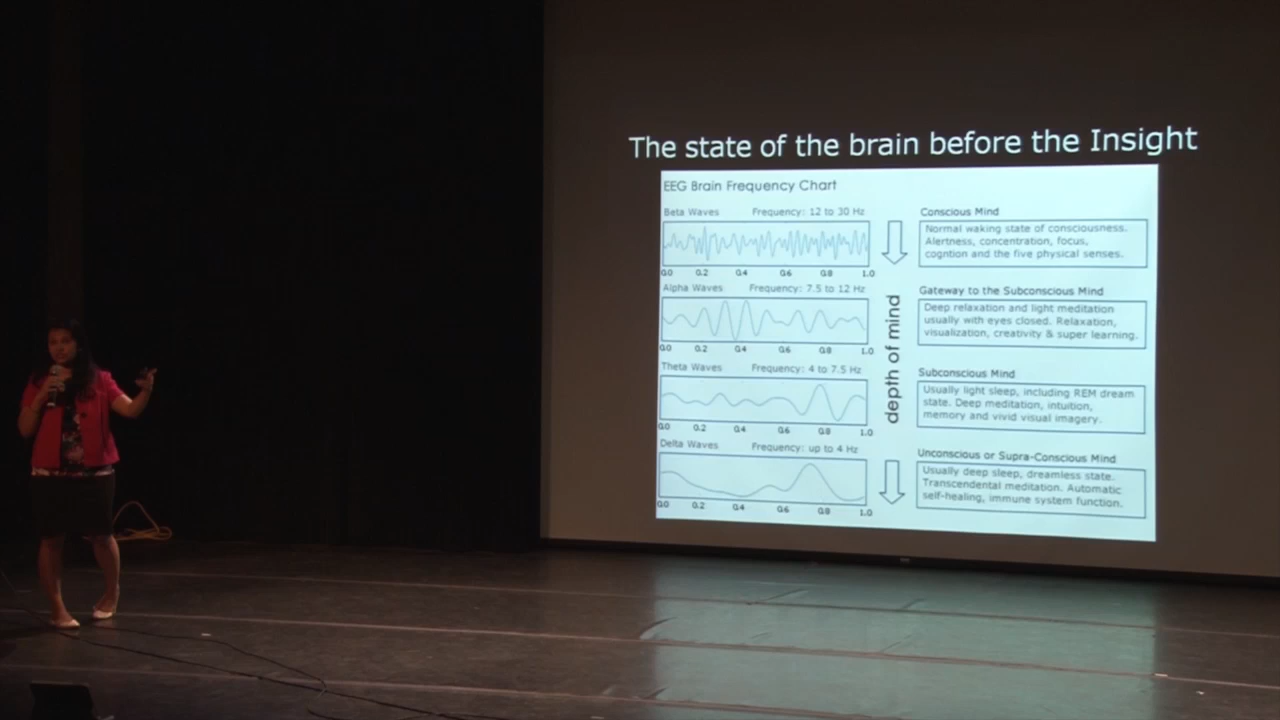 The state of the brain before the Insight
EEG Brain Frequency Chart
Beta Waves Frequency: 12 to 30 Hz
0.0 0.2 0.4 0.6 0.8 1.0
Conscious Mind
Normal waking state of consciousness.
Alertness, concentration, focus,
cogntion and the five physical senses.
Alpha Waves Frequency: 7.5 to 12 Hz
0.0 0.2 0.4 0.6 0.8 1.0
Gateway to the Subconscious Mind
Deep relaxation and light meditation
usually with eyes closed. Relaxation,
visualization, creativity & super learning.
depth of mind
Theta Waves Frequency: 4 to 7.5 Hz
0.0 0.2 0.4 0.6 0.8 1.0
Subconscious Mind
Usually light sleep, including REM dream
state. Deep meditation, intuition,
memory and vivid visual imagery.
Delta Waves Frequency: up to 4 Hz
0.0 0.2 0.4 0.6 0.8 1.0
Unconscious or Supra-Conscious Mind
Usually deep sleep, dreamless state.
Transcendental meditation. Automatic
self-healing, immune system function.